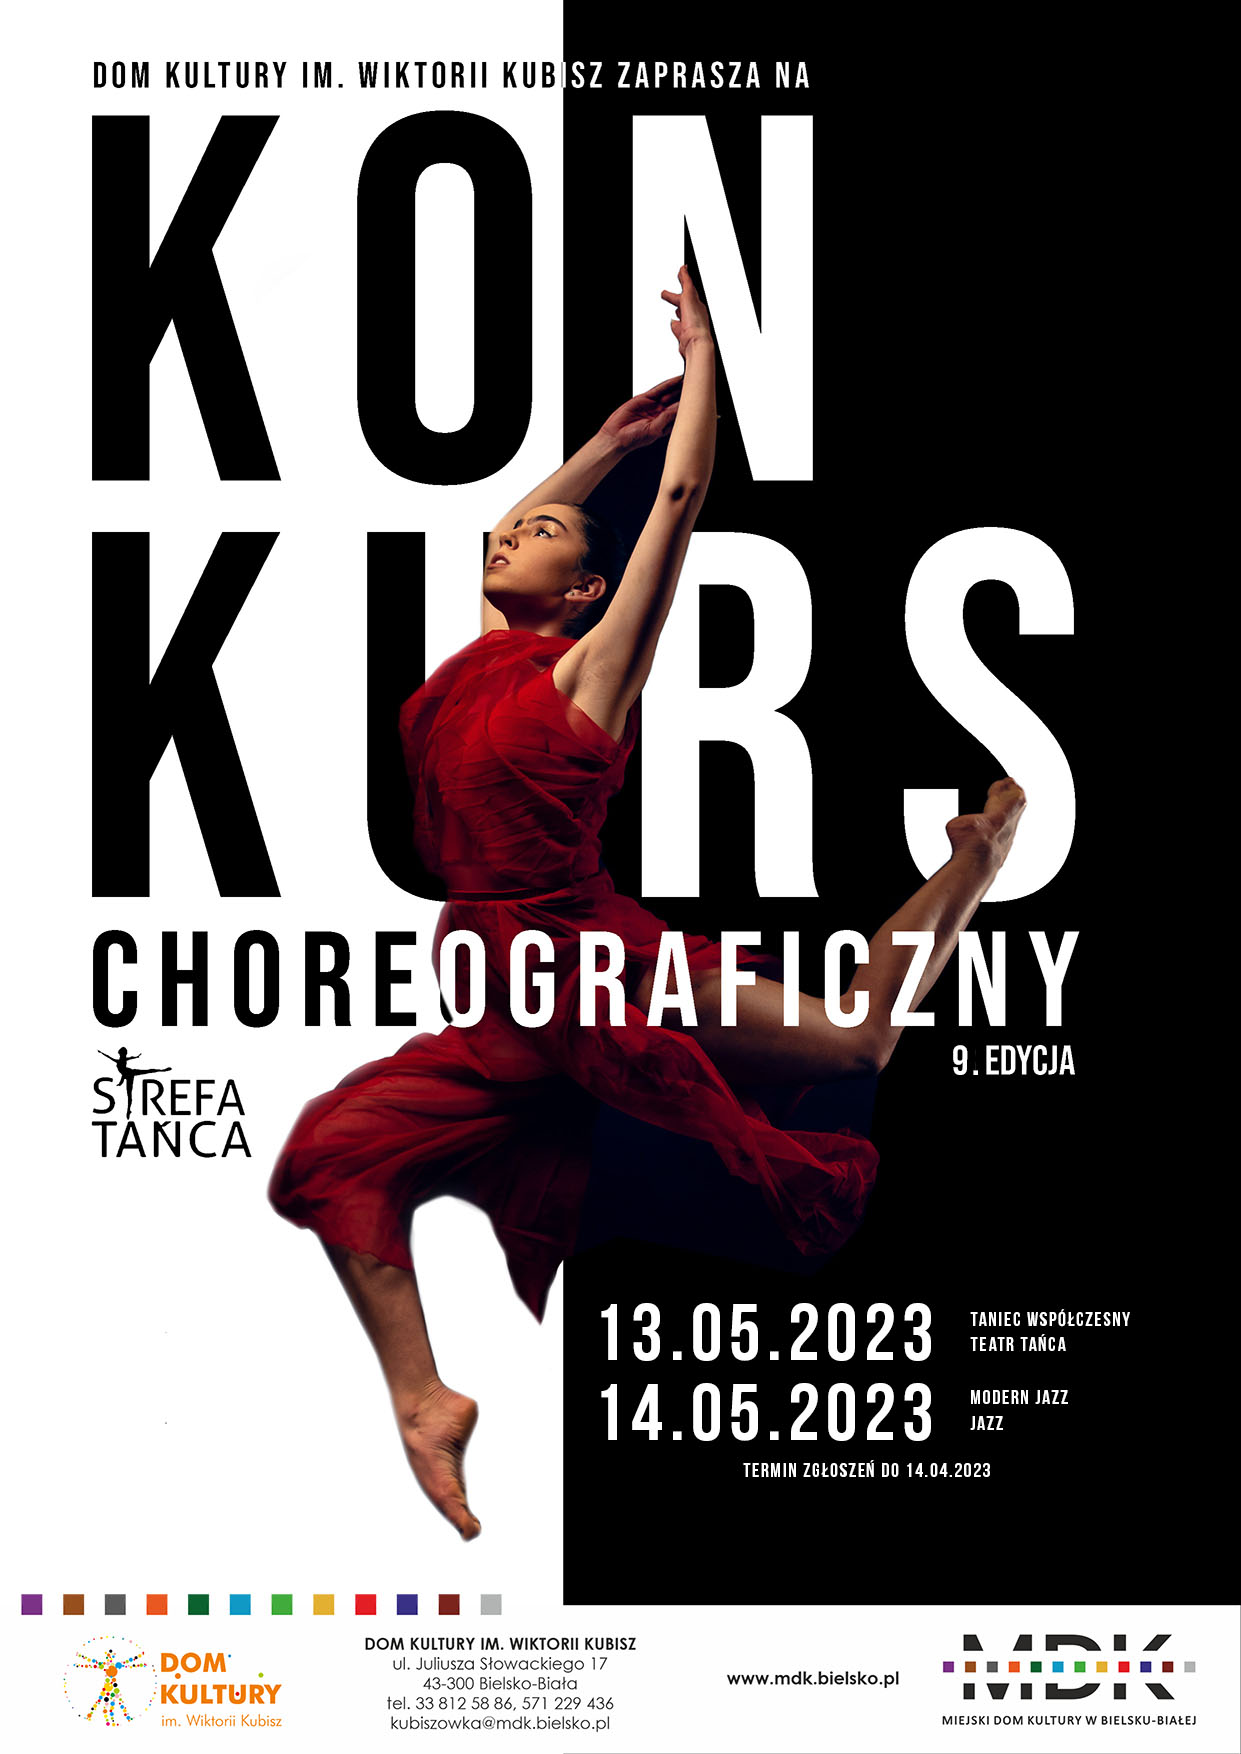 DOM KULTURY IM. WIKTORII KUBISZ ZAPRASZA NA
KON
KURS
CHOREOGRAFICZNY
9. EDYCJA
STREFA
TAŃCA
13.05.2023
TANIEC WSPÓŁCZESNY
TEATR TAŃCA
14.05.2023
MODERN JAZZ
JAZZ
TERMIN ZGŁOSZEŃ DO 14.04.2023
DOM
KULTURY
im. Wiktorii Kubisz
DOM KULTURY IM. WIKTORII KUBISZ
ul. Juliusza Słowackiego 17
43-300 Bielsko-Biała
tel. 33 812 58 86, 571 229 436
kubiszowka@mdk.bielsko.pl
www.mdk.bielsko.pl
MDK
MIEJSKI DOM KULTURY W BIELSKU-BIAŁEJ